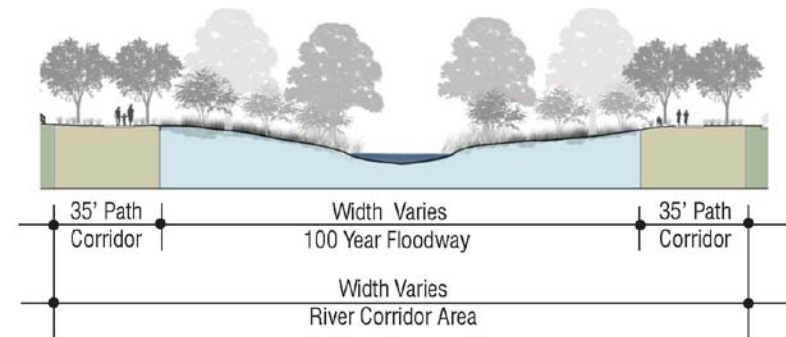 35' Path
Corridor
Width Varies
100 Year Floodway
35' Path
Corridor
Width Varies
River Corridor Area